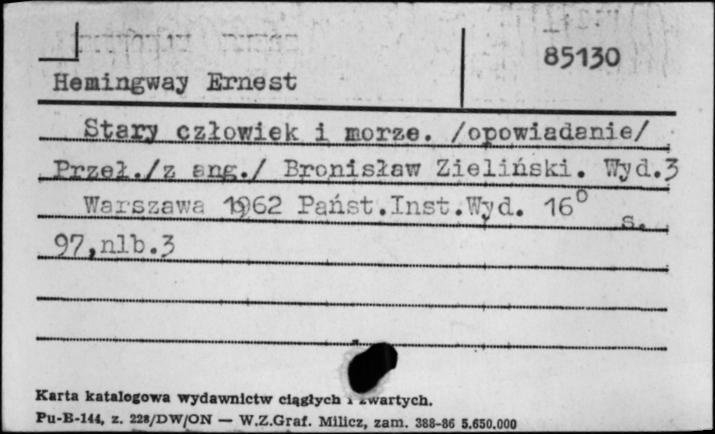 85130
Hemingway Ernest
Stary człowiek i morze. /opowiadanie/
Przeł./z ang./ Bronisław Zieliński. Wyd.3
Warszawa 1962 Państ.Inst.Wyd. 16⁰ s.
97,nlb.3
Karta katalogowa wydawnictw ciągłych i zwartych.
Pu-B-144, z. 228/DW/ON — W.Z.Graf. Milicz, zam. 388-86 5.650.000